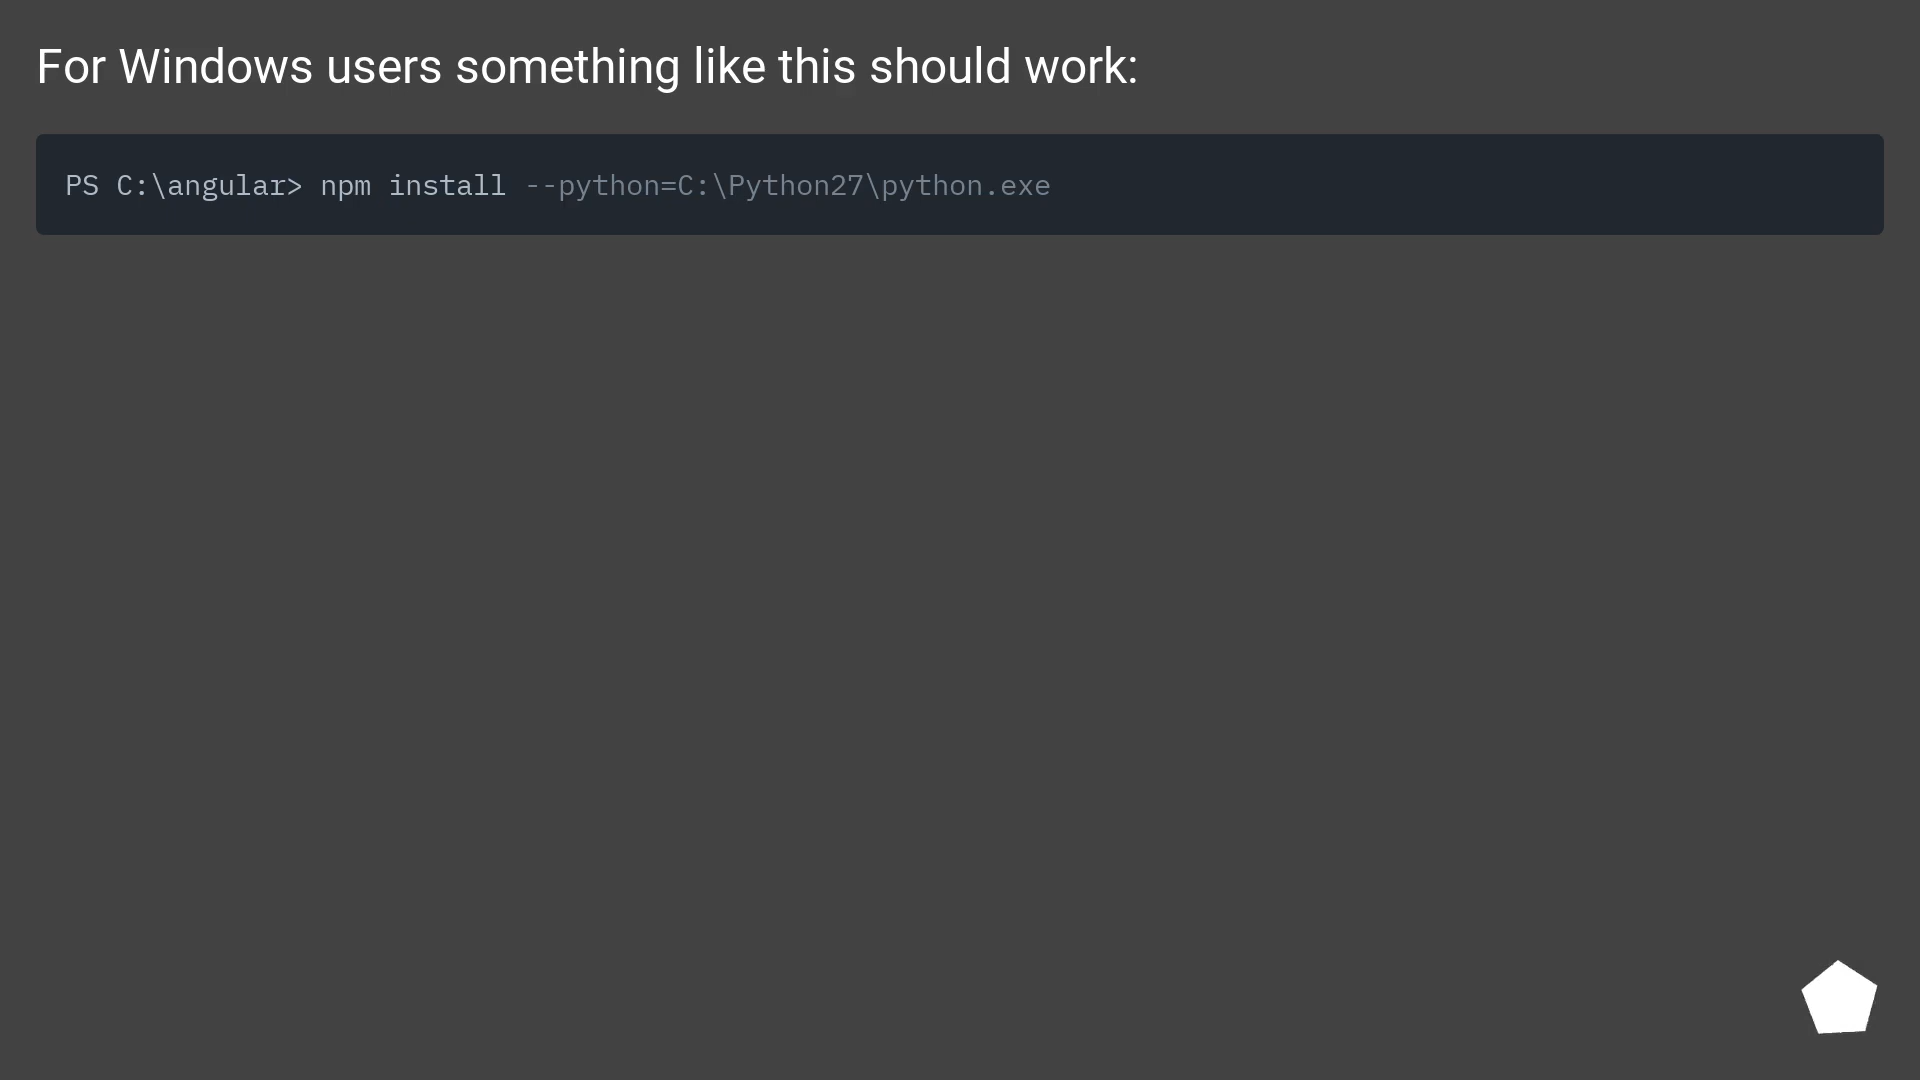 For Windows users something like this should work:
PS C:\angular> npm install --python=C:\Python27\python.exe